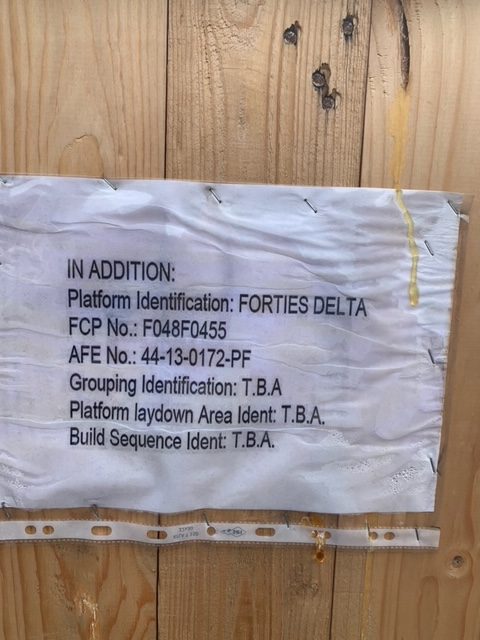 IN ADDITION:
Platform Identification: FORTIES DELTA
FCP No.: F048F0455
AFE No.: 44-13-0172-PF
Grouping Identification: T.B.A
Platform laydown Area Ident: T.B.A.
Build Sequence Ident: T.B.A.